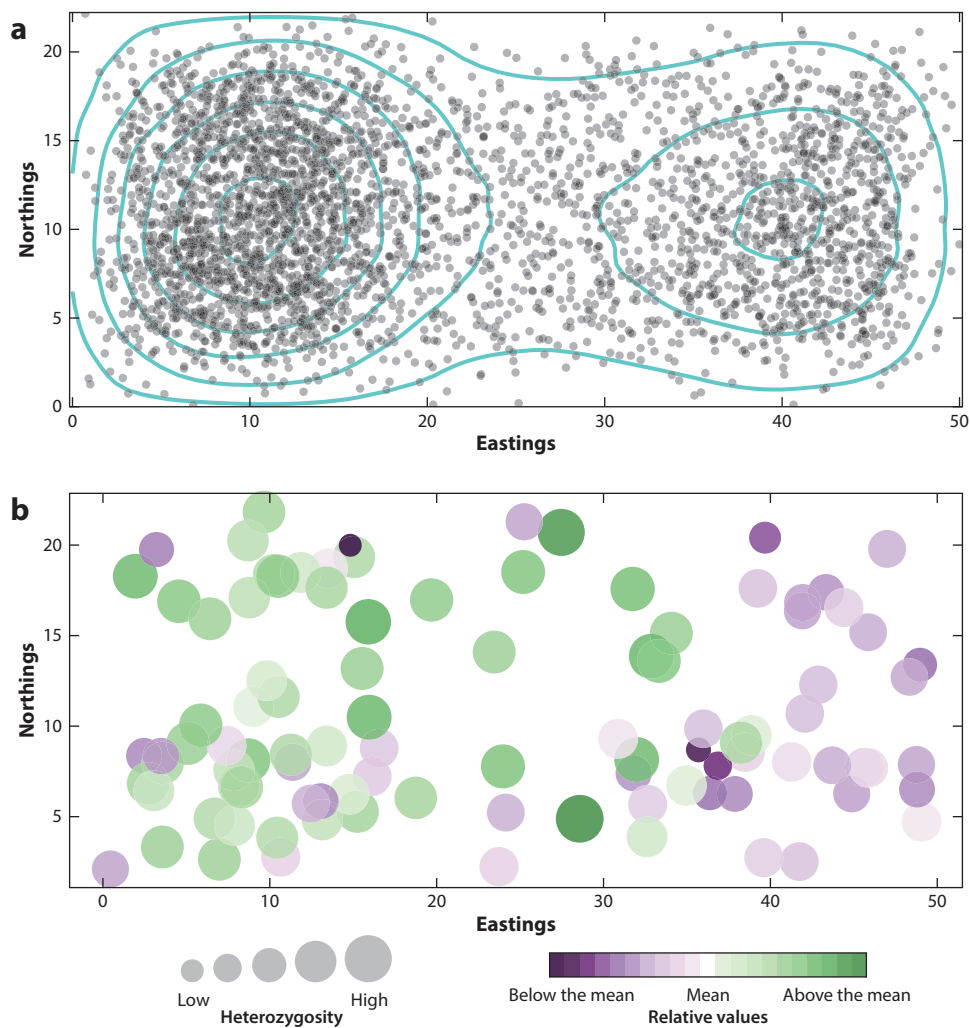 a
20
15
10
5
0
Northings
0 10 20 30 40 50
Eastings
b
20
15
10
5
Northings
0 10 20 30 40 50
Eastings
Low High
Heterozygosity
Below the mean Mean Above the mean
Relative values